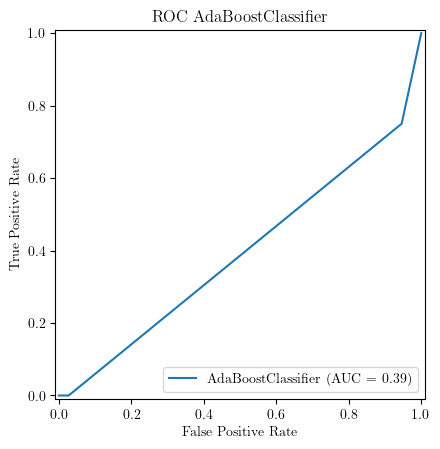 ROC AdaBoostClassifier
1.0
0.8
0.6
0.4
0.2
0.0
True Positive Rate
AdaBoostClassifier (AUC = 0.39)
0.0 0.2 0.4 0.6 0.8 1.0
False Positive Rate